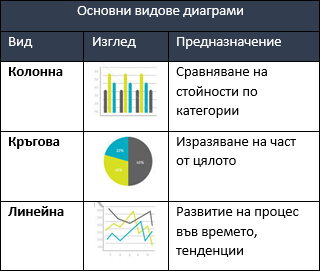 Основни видове диаграми
Вид Изглед Предназначение
Колонна
Сравняване на
стойности по
категории
Кръгова
Изразяване на част
от цялото
Линейна
Развитие на процес
във времето,
тенденции